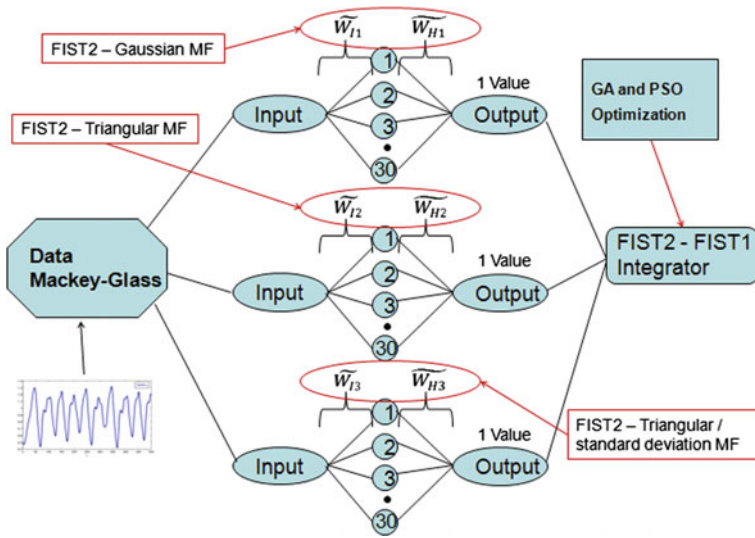 FIST2 – Gaussian MF
W̃I1 W̃H1
1
2
3
30
Input
1 Value
Output
GA and PSO
Optimization
FIST2 – Triangular MF
W̃I2 W̃H2
1
2
3
30
Input
1 Value
Output
Data
Mackey-Glass
FIST2 - FIST1
Integrator
W̃I3 W̃H3
1
2
3
30
Input
1 Value
Output
FIST2 – Triangular /
standard deviation MF